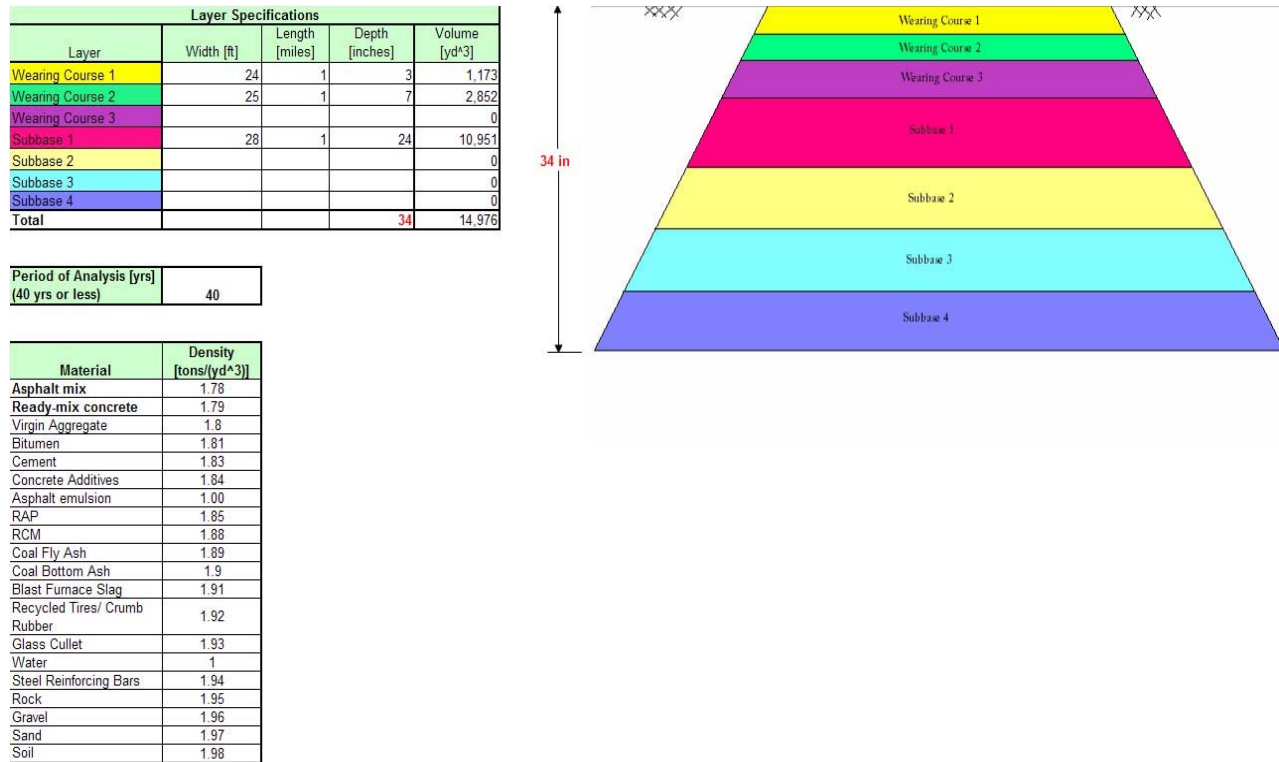 Layer Specifications
Layer Width [ft] Length [miles] Depth [inches] Volume [yd^3]
Wearing Course 1 24 1 3 1,173
Wearing Course 2 25 1 7 2,852
Wearing Course 3 0
Subbase 1 28 1 24 10,951
Subbase 2 0
Subbase 3 0
Subbase 4 0
Total 34 14,976
Period of Analysis [yrs]
(40 yrs or less) 40
Material Density [tons/(yd^3)]
Asphalt mix 1.78
Ready-mix concrete 1.79
Virgin Aggregate 1.8
Bitumen 1.81
Cement 1.83
Concrete Additives 1.84
Asphalt emulsion 1.00
RAP 1.85
RCM 1.88
Coal Fly Ash 1.89
Coal Bottom Ash 1.9
Blast Furnace Slag 1.91
Recycled Tires/ Crumb
Rubber 1.92
Glass Cullet 1.93
Water 1
Steel Reinforcing Bars 1.94
Rock 1.95
Gravel 1.96
Sand 1.97
Soil 1.98
34 in
Wearing Course 1
Wearing Course 2
Wearing Course 3
Subbase 1
Subbase 2
Subbase 3
Subbase 4